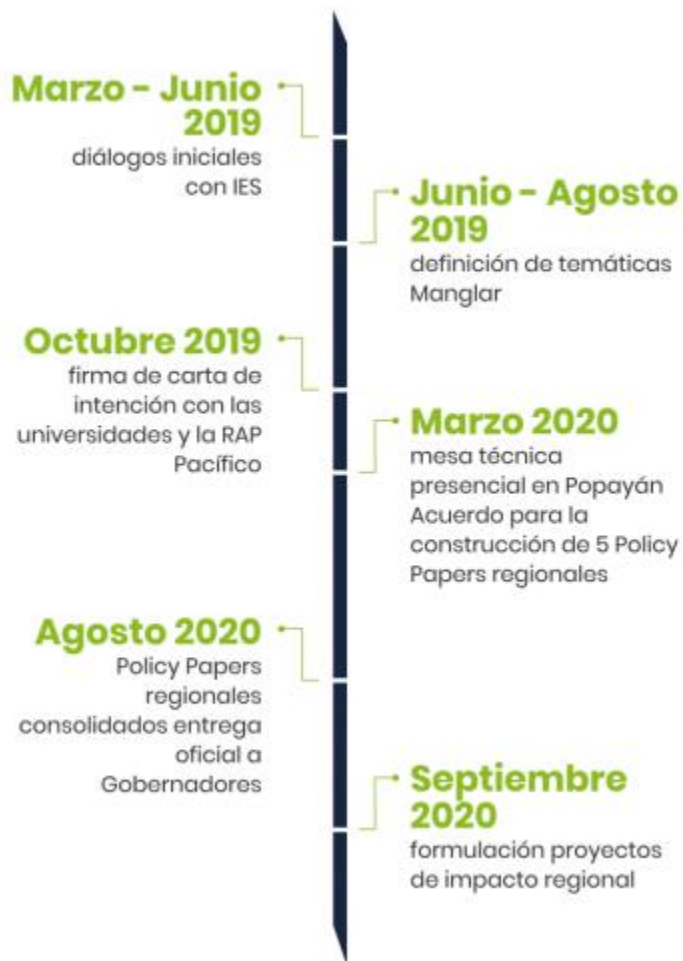 Marzo - Junio
2019
diálogos iniciales
con IES
Junio - Agosto
2019
definición de temáticas
Manglar
Octubre 2019
firma de carta de
intención con las
universidades y la RAP
Pacífico
Marzo 2020
mesa técnica
presencial en Popayán
Acuerdo para la
construcción de 5 Policy
Papers regionales
Agosto 2020
Policy Papers
regionales
consolidados entrega
oficial a
Gobernadores
Septiembre
2020
formulación proyectos
de impacto regional